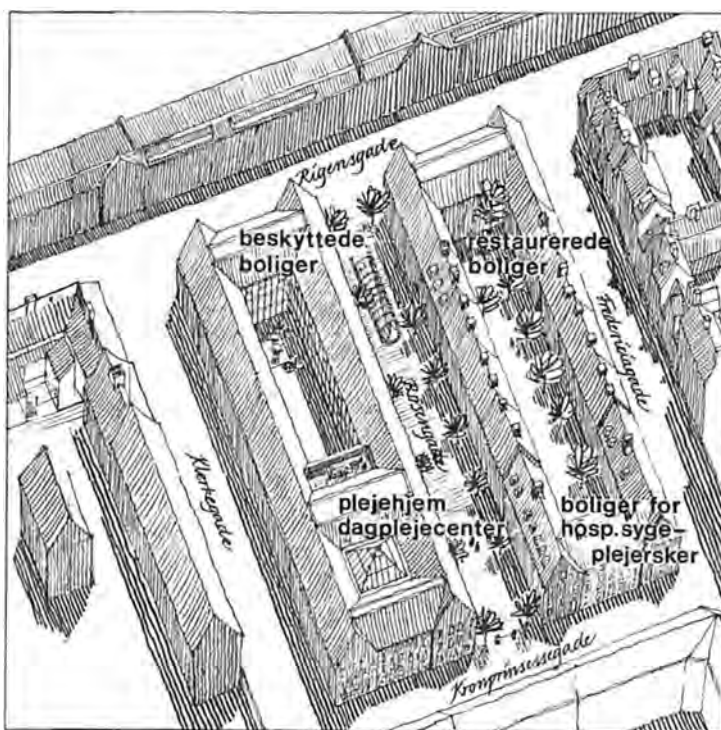 Rigensgade
beskyttede
boliger
restaurerede
boliger
Fredericiagade
Rosengade
Klerkegade
plejehjem
dagplejecenter
boliger for
hosp.syge-
plejersker
Kronprinsessegade